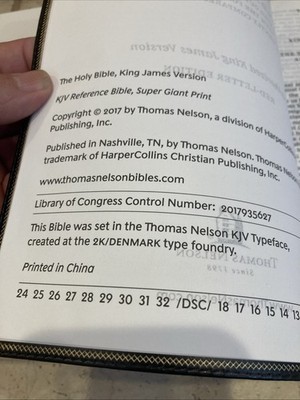 The Holy Bible, King James Version
KJV Reference Bible, Super Giant Print
Copyright © 2017 by Thomas Nelson, a division of HarperCollins
Publishing, Inc.
Published in Nashville, TN, by Thomas Nelson. Thomas
trademark of HarperCollins Christian Publishing, Inc.
www.thomasnelsonbibles.com
Library of Congress Control Number: 2017935627
This Bible was set in the Thomas Nelson KJV Typeface,
created at the 2K/DENMARK type foundry.
Printed in China
24 25 26 27 28 29 30 31 32 /DSC/ 18 17 16 15 14 13